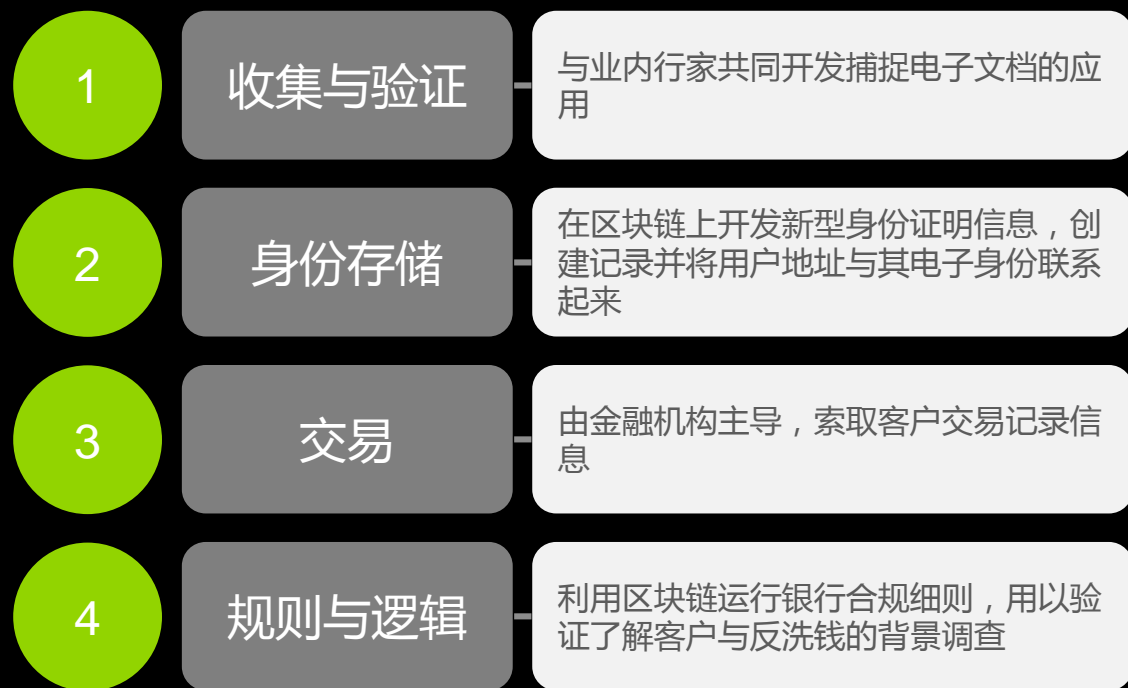 1
收集与验证
与业内行家共同开发捕捉电子文档的应
用
2
身份存储
在区块链上开发新型身份证明信息，创
建记录并将用户地址与其电子身份联系
起来
3
交易
由金融机构主导，索取客户交易记录信
息
4
规则与逻辑
利用区块链运行银行合规细则，用以验
证了解客户与反洗钱的背景调查